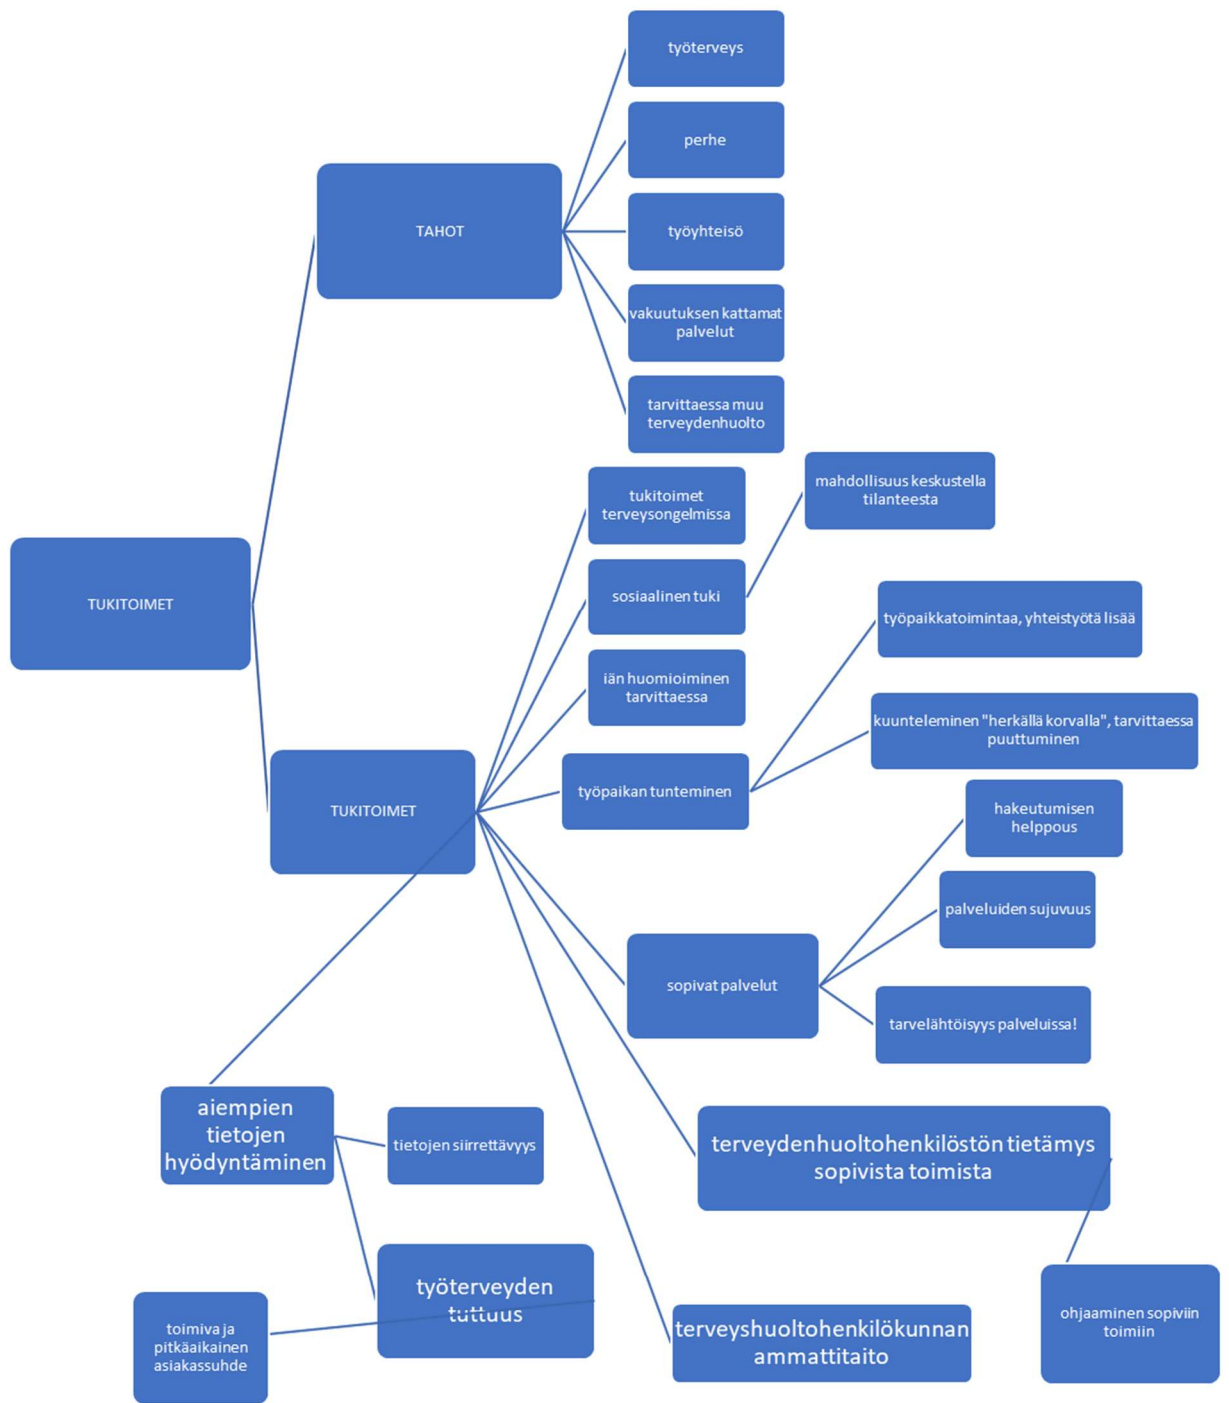 työterveys
perhe
TAHOT
työyhteisö
vakuutuksen kattamat
palvelut
tarvittaessa muu
terveydenhuolto
tukitoimet
terveysongelmissa
mahdollisuus keskustella
tilanteesta
TUKITOIMET
sosiaalinen tuki
iän huomioiminen
tarvittaessa
työpaikkatoimintaa, yhteistyötä lisää
kuunteleminen "herkällä korvalla", tarvittaessa
puuttuminen
työpaikan tunteminen
TUKITOIMET
hakeutumisen
helppous
palveluiden sujuvuus
sopivat palvelut
tarvelähtöisyys palveluissa!
aiempien
tietojen
hyödyntäminen
tietojen siirrettävyys
terveydenhuoltohenkilöstön tietämys
sopivista toimista
työterveyden
tuttuus
toimiva ja
pitkäaikainen
asiakassuhde
terveyshuoltohenkilökunnan
ammattitaito
ohjaaminen sopiviin
toimiin